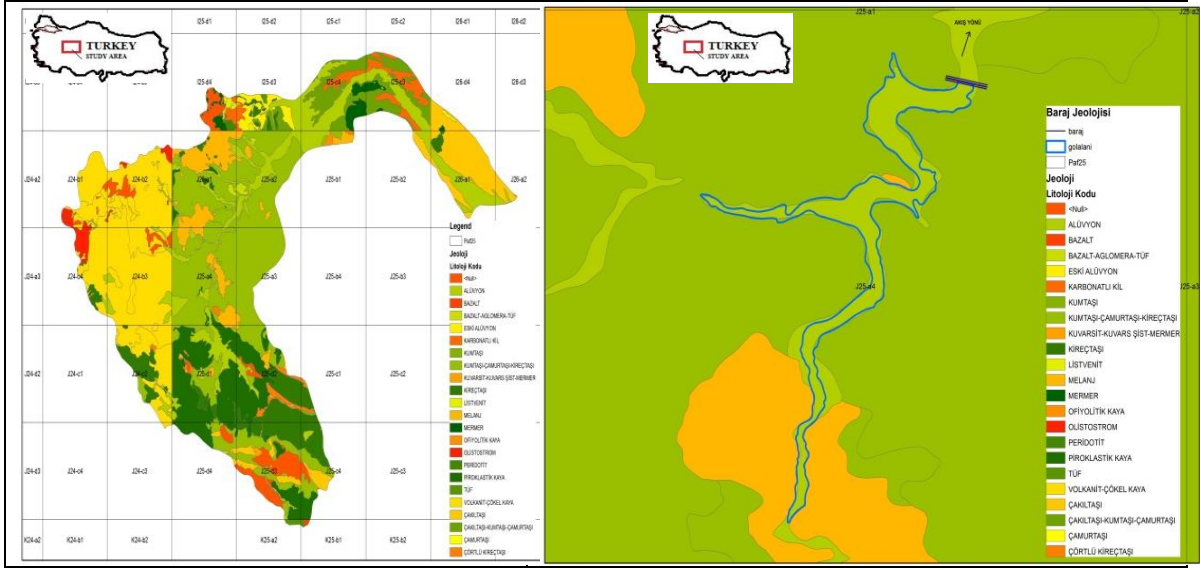 TURKEY
STUDY AREA
I25-d1
I25-c1
I25-c2
I26-d1
I26-d2
I25-d4
I25-c3
I26-d4
I26-d3
J24-a2
J24-b1
J24-b2
J25-b1
J25-b2
J26-a1
J26-a2
J24-a3
J24-b4
J24-b3
J25-a4
J25-b4
J25-b3
J24-d2
J24-c1
J24-c2
J25-d1
J25-d2
J25-c1
J25-c2
J24-d3
J24-c4
J24-c3
J25-d4
J25-d3
J25-c4
J25-c3
K24-a2
K24-b1
K24-b2
K25-a1
K25-a2
K25-b1
K25-b2
K26-a1
Legend
Paf25
Jeoloji
Litoloji Kodu
<Null>
ALÜVYON
BAZALT
BAZALT-AGLOMERA-TÜF
ESKİ ALÜVYON
KARBONATLI KİL
KUMTAŞI
KUMTAŞI-ÇAMURTAŞI-KİREÇTAŞI
KUVARSİT-KUVARS ŞİST-MERMER
KİREÇTAŞI
LİSTVENİT
MELANJ
MERMER
OFİYOLİTİK KAYA
OLİSTOSTROM
PERİDOTİT
PİROKLASTİK KAYA
TÜF
VOLKANİT-ÇÖKEL KAYA
ÇAKILTAŞI
ÇAKILTAŞI-KUMTAŞI-ÇAMURTAŞI
ÇAMURTAŞI
ÇÖRTLÜ KİREÇTAŞI
TURKEY
STUDY AREA
J25-a1
J25-a2
AKIŞ YÖNÜ
J25-a4
J25-a3
Baraj Jeolojisi
baraj
golalani
Paf25
Jeoloji
Litoloji Kodu
<Null>
ALÜVYON
BAZALT
BAZALT-AGLOMERA-TÜF
ESKİ ALÜVYON
KARBONATLI KİL
KUMTAŞI
KUMTAŞI-ÇAMURTAŞI-KİREÇTAŞI
KUVARSİT-KUVARS ŞİST-MERMER
KİREÇTAŞI
LİSTVENİT
MELANJ
MERMER
OFİYOLİTİK KAYA
OLİSTOSTROM
PERİDOTİT
PİROKLASTİK KAYA
TÜF
VOLKANİT-ÇÖKEL KAYA
ÇAKILTAŞI
ÇAKILTAŞI-KUMTAŞI-ÇAMURTAŞI
ÇAMURTAŞI
ÇÖRTLÜ KİREÇTAŞI